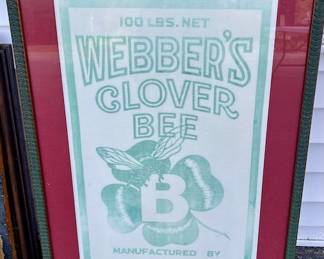 100 LBS. NET
WEBBER'S
CLOVER
BEE
B
MANUFACTURED BY